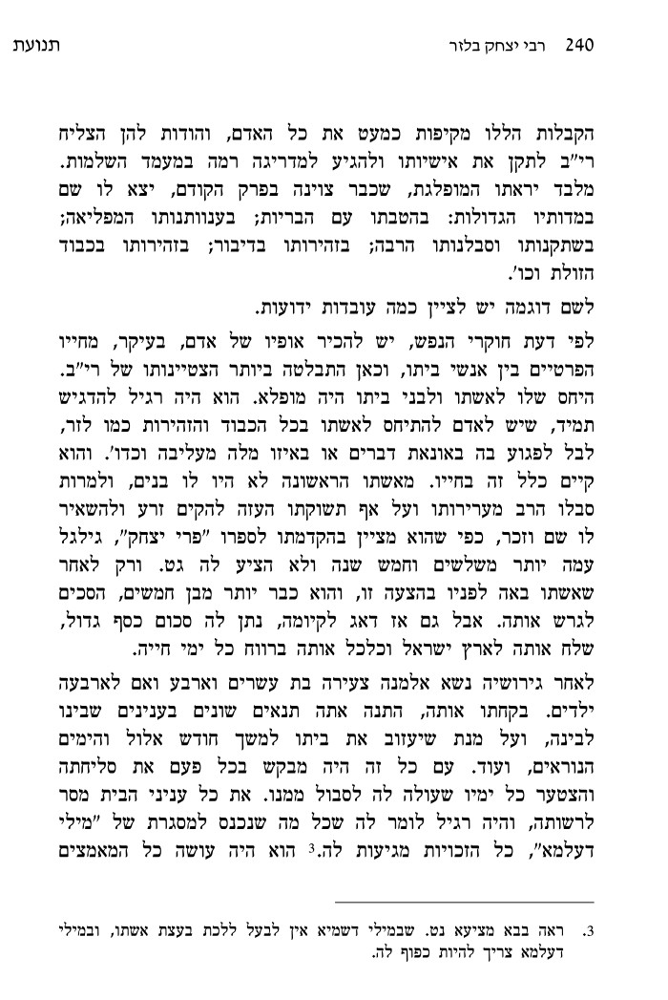 240 רבי יצחק בלזר תנועת
הקבלות הללו מקיפות כמעט את כל האדם, והודות להן הצליח
רי״ב לתקן את אישיותו ולהגיע למדריגה רמה במעמד השלמות.
מלבד יראתו המופלגת, שכבר צוינה בפרק הקודם, יצא לו שם
במדותיו הגדולות: בהטבתו עם הבריות; בענוותנותו המפליאה;
בשתקנותו וסבלנותו הרבה; בזהירותו בדיבור; בזהירותו בכבוד
הזולת וכו׳.
לשם דוגמה יש לציין כמה עובדות ידועות.
לפי דעת חוקרי הנפש, יש להכיר אופיו של אדם, בעיקר, מחייו
הפרטיים בין אנשי ביתו, וכאן התבלטה ביותר הצטיינותו של רי״ב.
היחס שלו לאשתו ולבני ביתו היה מופלא. הוא היה רגיל להדגיש
תמיד, שיש לאדם להתיחס לאשתו בכל הכבוד והזהירות כמו לזר,
לבל לפגוע בה באונאת דברים או באיזו מלה מעליבה וכדו׳. והוא
קיים כלל זה בחייו. מאשתו הראשונה לא היו לו בנים, ולמרות
סבלו הרב מערירותו ועל אף תשוקתו העזה להקים זרע ולהשאיר
לו שם וזכר, כפי שהוא מציין בהקדמתו לספרו ״פרי יצחק״, גילגל
עמה יותר משלשים וחמש שנה ולא הציע לה גט. ורק לאחר
שאשתו באה לפניו בהצעה זו, והוא כבר יותר מבן חמשים, הסכים
לגרש אותה. אבל גם אז דאג לקיומה, נתן לה סכום כסף גדול,
שלח אותה לארץ ישראל וכלכל אותה ברווח כל ימי חייה.
לאחר גירושיה נשא אלמנה צעירה בת עשרים וארבע ואם לארבעה
ילדים. בקחתו אותה, התנה אתה תנאים שונים בענינים שבינו
לבינה, ועל מנת שיעזוב את ביתו למשך חודש אלול והימים
הנוראים, ועוד. עם כל זה היה מבקש בכל פעם את סליחתה
והצטער כל ימיו שעולה לה לסבול ממנו. את כל עניני הבית מסר
לרשותה, והיה רגיל לומר לה שכל מה שנכנס למסגרת של ״מילי
דעלמא״, כל הזכויות מגיעות לה.3 הוא היה עושה כל המאמצים
3. ראה בבא מציעא נט. שבמילי דשמיא אין לבעל ללכת בעצת אשתו, ובמילי
דעלמא צריך להיות כפוף לה.